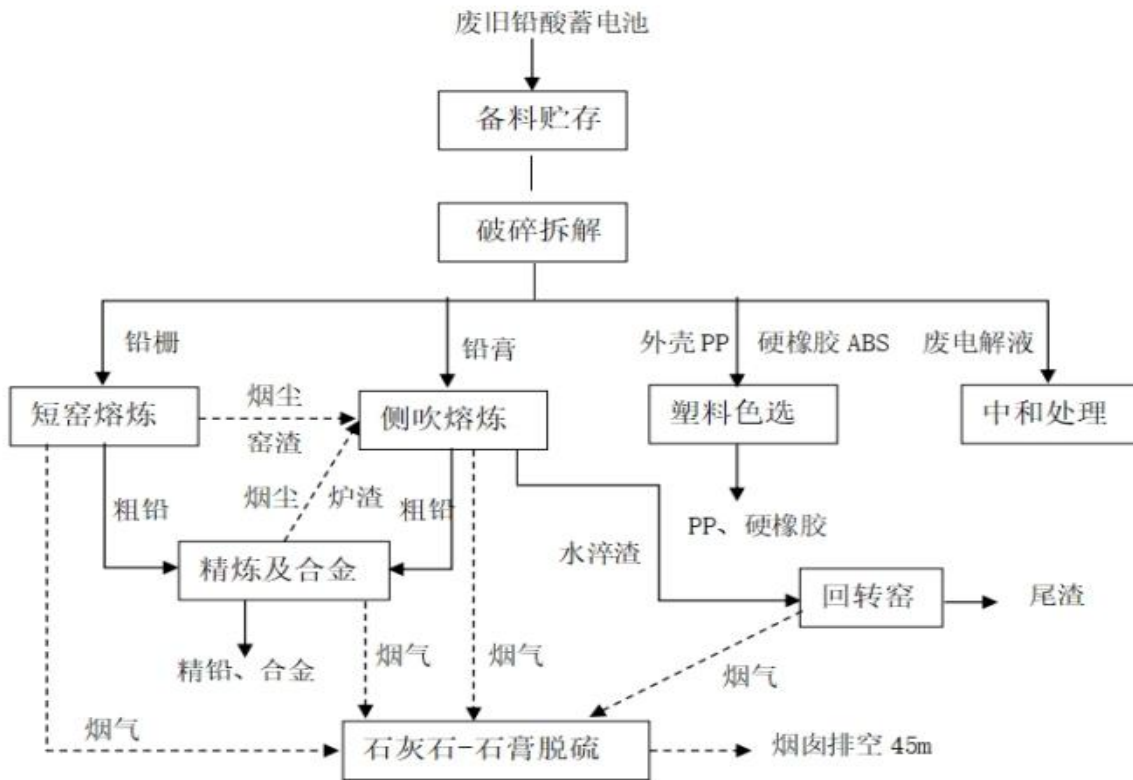 废旧铅酸蓄电池
备料贮存
破碎拆解
铅栅
铅膏
外壳 PP
硬橡胶 ABS
废电解液
短窑熔炼
烟尘
窑渣
侧吹熔炼
塑料色选
中和处理
粗铅
烟尘
炉渣
粗铅
PP、硬橡胶
精炼及合金
水淬渣
回转窑
尾渣
精铅、合金
烟气
烟气
烟气
烟气
石灰石-石膏脱硫
烟囱排空 45m